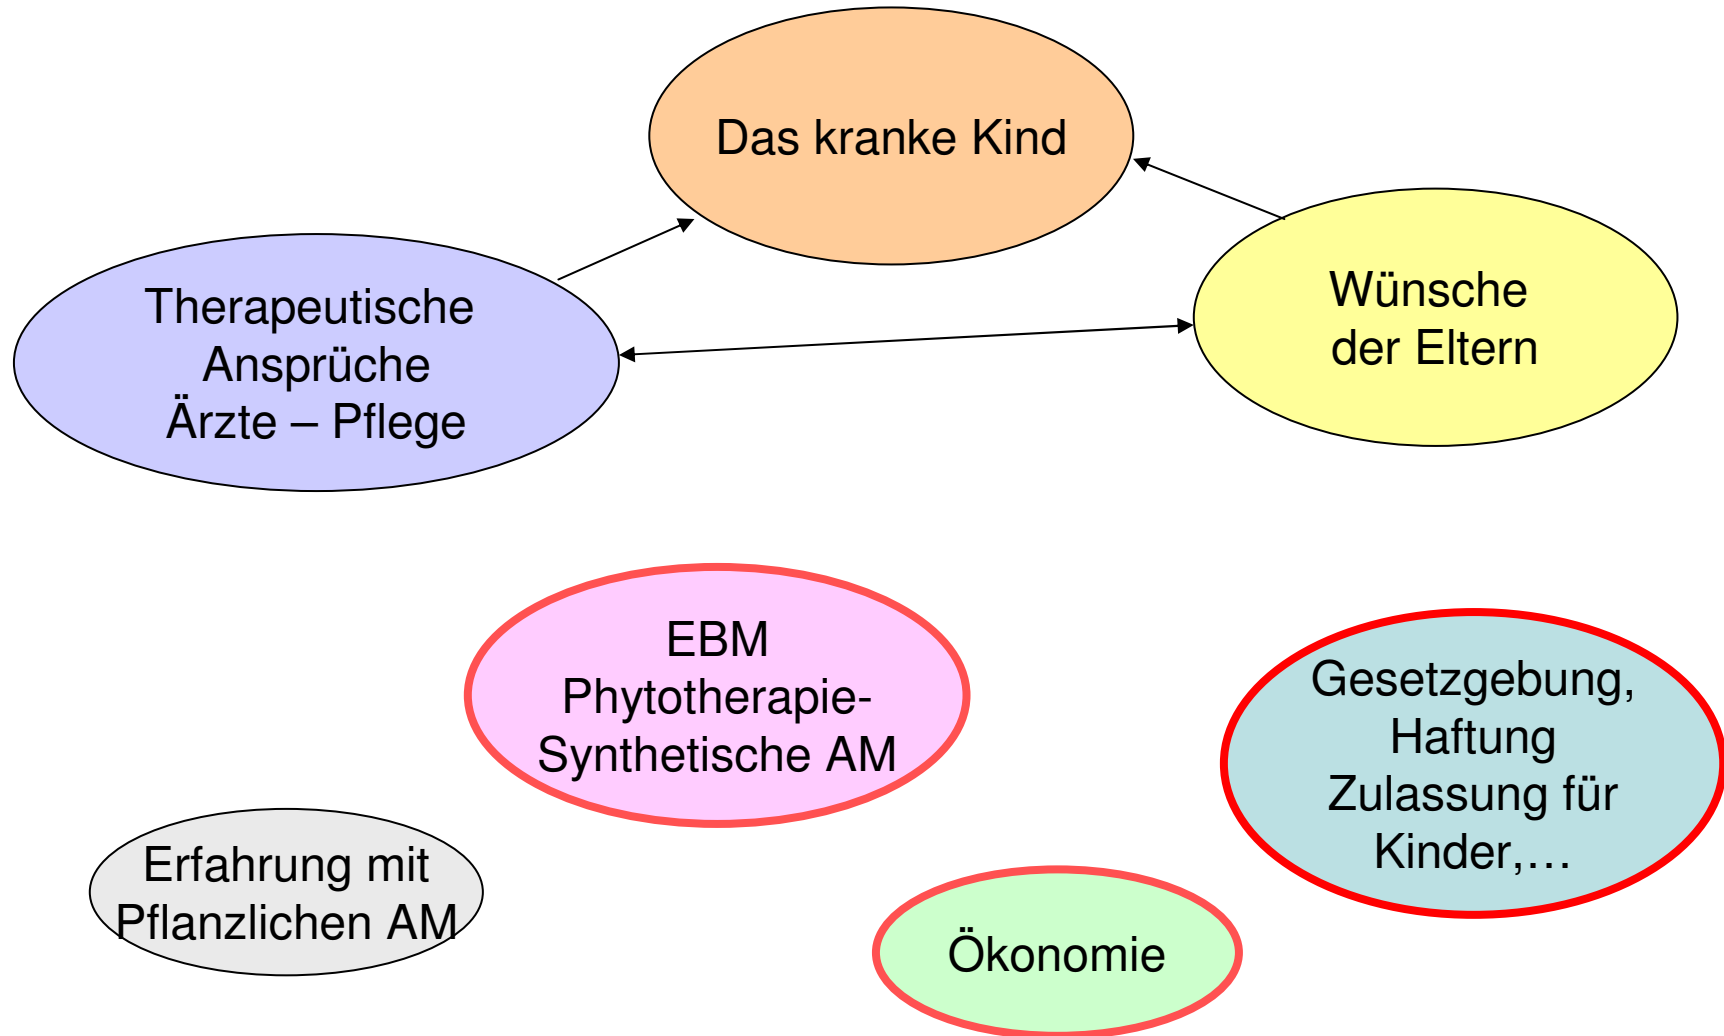 Das kranke Kind
Therapeutische
Ansprüche
Ärzte – Pflege
Wünsche
der Eltern
EBM
Phytotherapie-
Synthetische AM
Gesetzgebung,
Haftung
Zulassung für
Kinder,…
Erfahrung mit
Pflanzlichen AM
Ökonomie